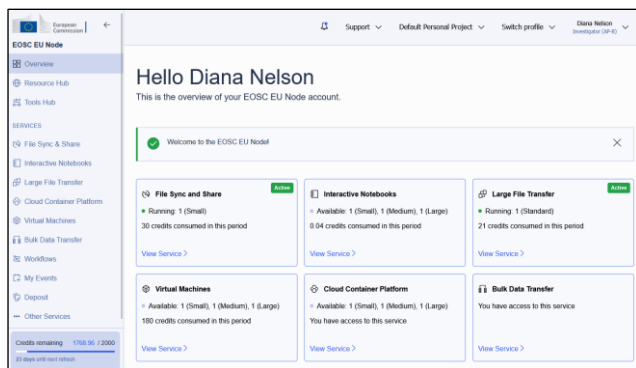 European
Commission
EOSC EU Node
Overview
Resource Hub
Tools Hub
SERVICES
File Sync & Share
Interactive Notebooks
Large File Transfer
Cloud Container Platform
Virtual Machines
Bulk Data Transfer
Workflows
My Events
Deposit
Other Services
Credits remaining 1768.96 / 2000
23 days until next refresh
Support
Default Personal Project
Switch profile
Diana Nelson
Investigator (AP-B)
Hello Diana Nelson
This is the overview of your EOSC EU Node account.
Welcome to the EOSC EU Node!
File Sync and Share
Active
Running: 1 (Small)
30 credits consumed in this period
View Service >
Interactive Notebooks
Available: 1 (Small), 1 (Medium), 1 (Large)
0.04 credits consumed in this period
View Service >
Large File Transfer
Active
Running: 1 (Standard)
21 credits consumed in this period
View Service >
Virtual Machines
Available: 1 (Small), 1 (Medium), 1 (Large)
180 credits consumed in this period
View Service >
Cloud Container Platform
Available: 1 (Small), 1 (Medium), 1 (Large)
You have access to this service
View Service >
Bulk Data Transfer
You have access to this service
View Service >